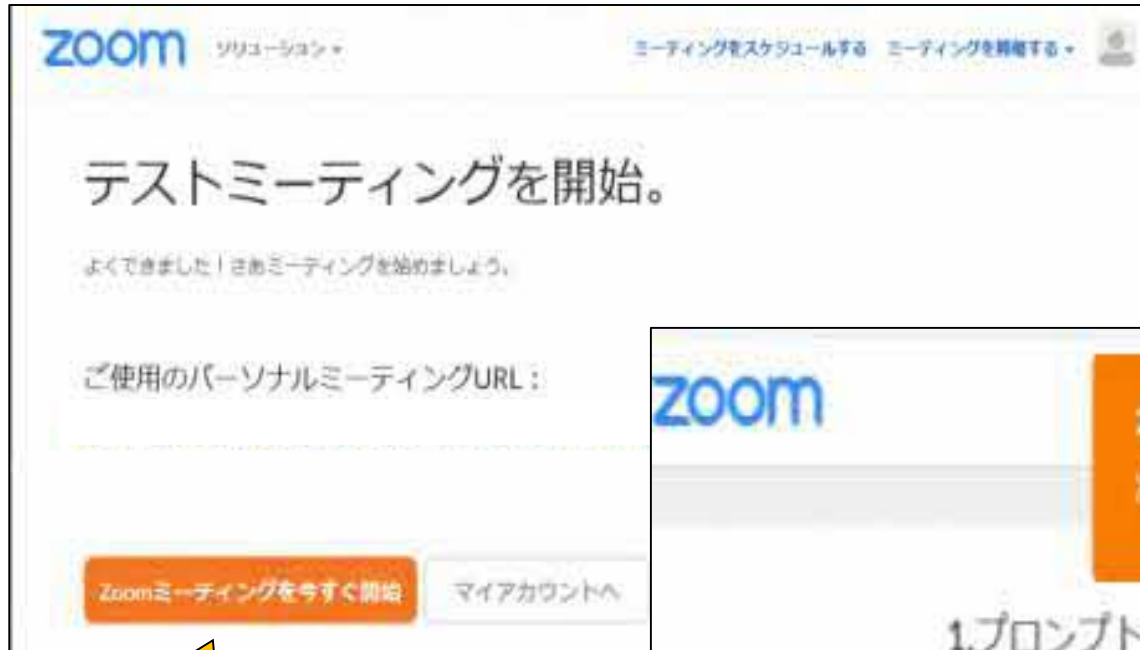 zoom ソリューション ミーティングをスケジュールする ミーティングを開催する
テストミーティングを開始。
よくできました！さあミーティングを始めましょう。
ご使用のパーソナルミーティングURL：
zoom
Zoomミーティングを今すぐ開始 マイアカウントへ
1.プロンプト